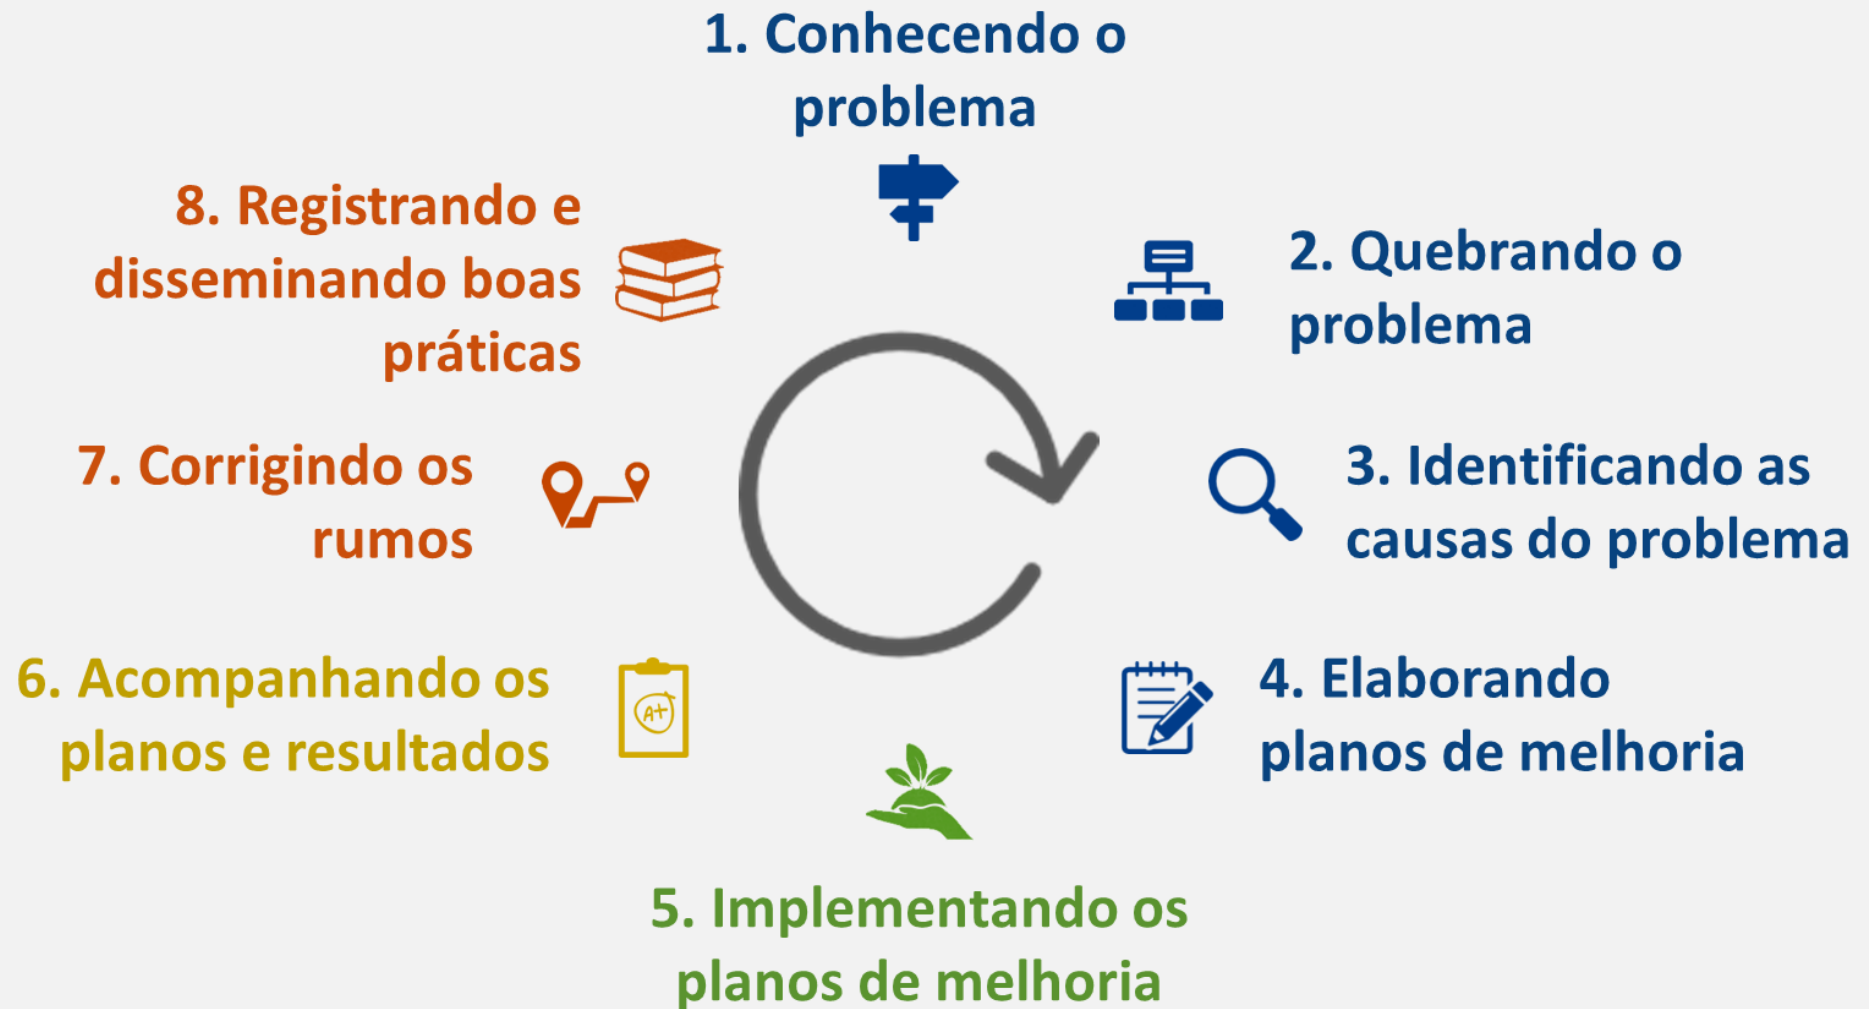 1. Conhecendo o
problema
2. Quebrando o
problema
3. Identificando as
causas do problema
4. Elaborando
planos de melhoria
5. Implementando os
planos de melhoria
6. Acompanhando os
planos e resultados
A+
7. Corrigindo os
rumos
8. Registrando e
disseminando boas
práticas